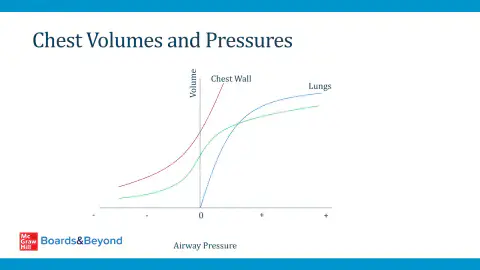 Chest Volumes and Pressures
Volume
Chest Wall
Lungs
- - 0 + +
Mc
Graw
Hill
Boards&Beyond
Airway Pressure